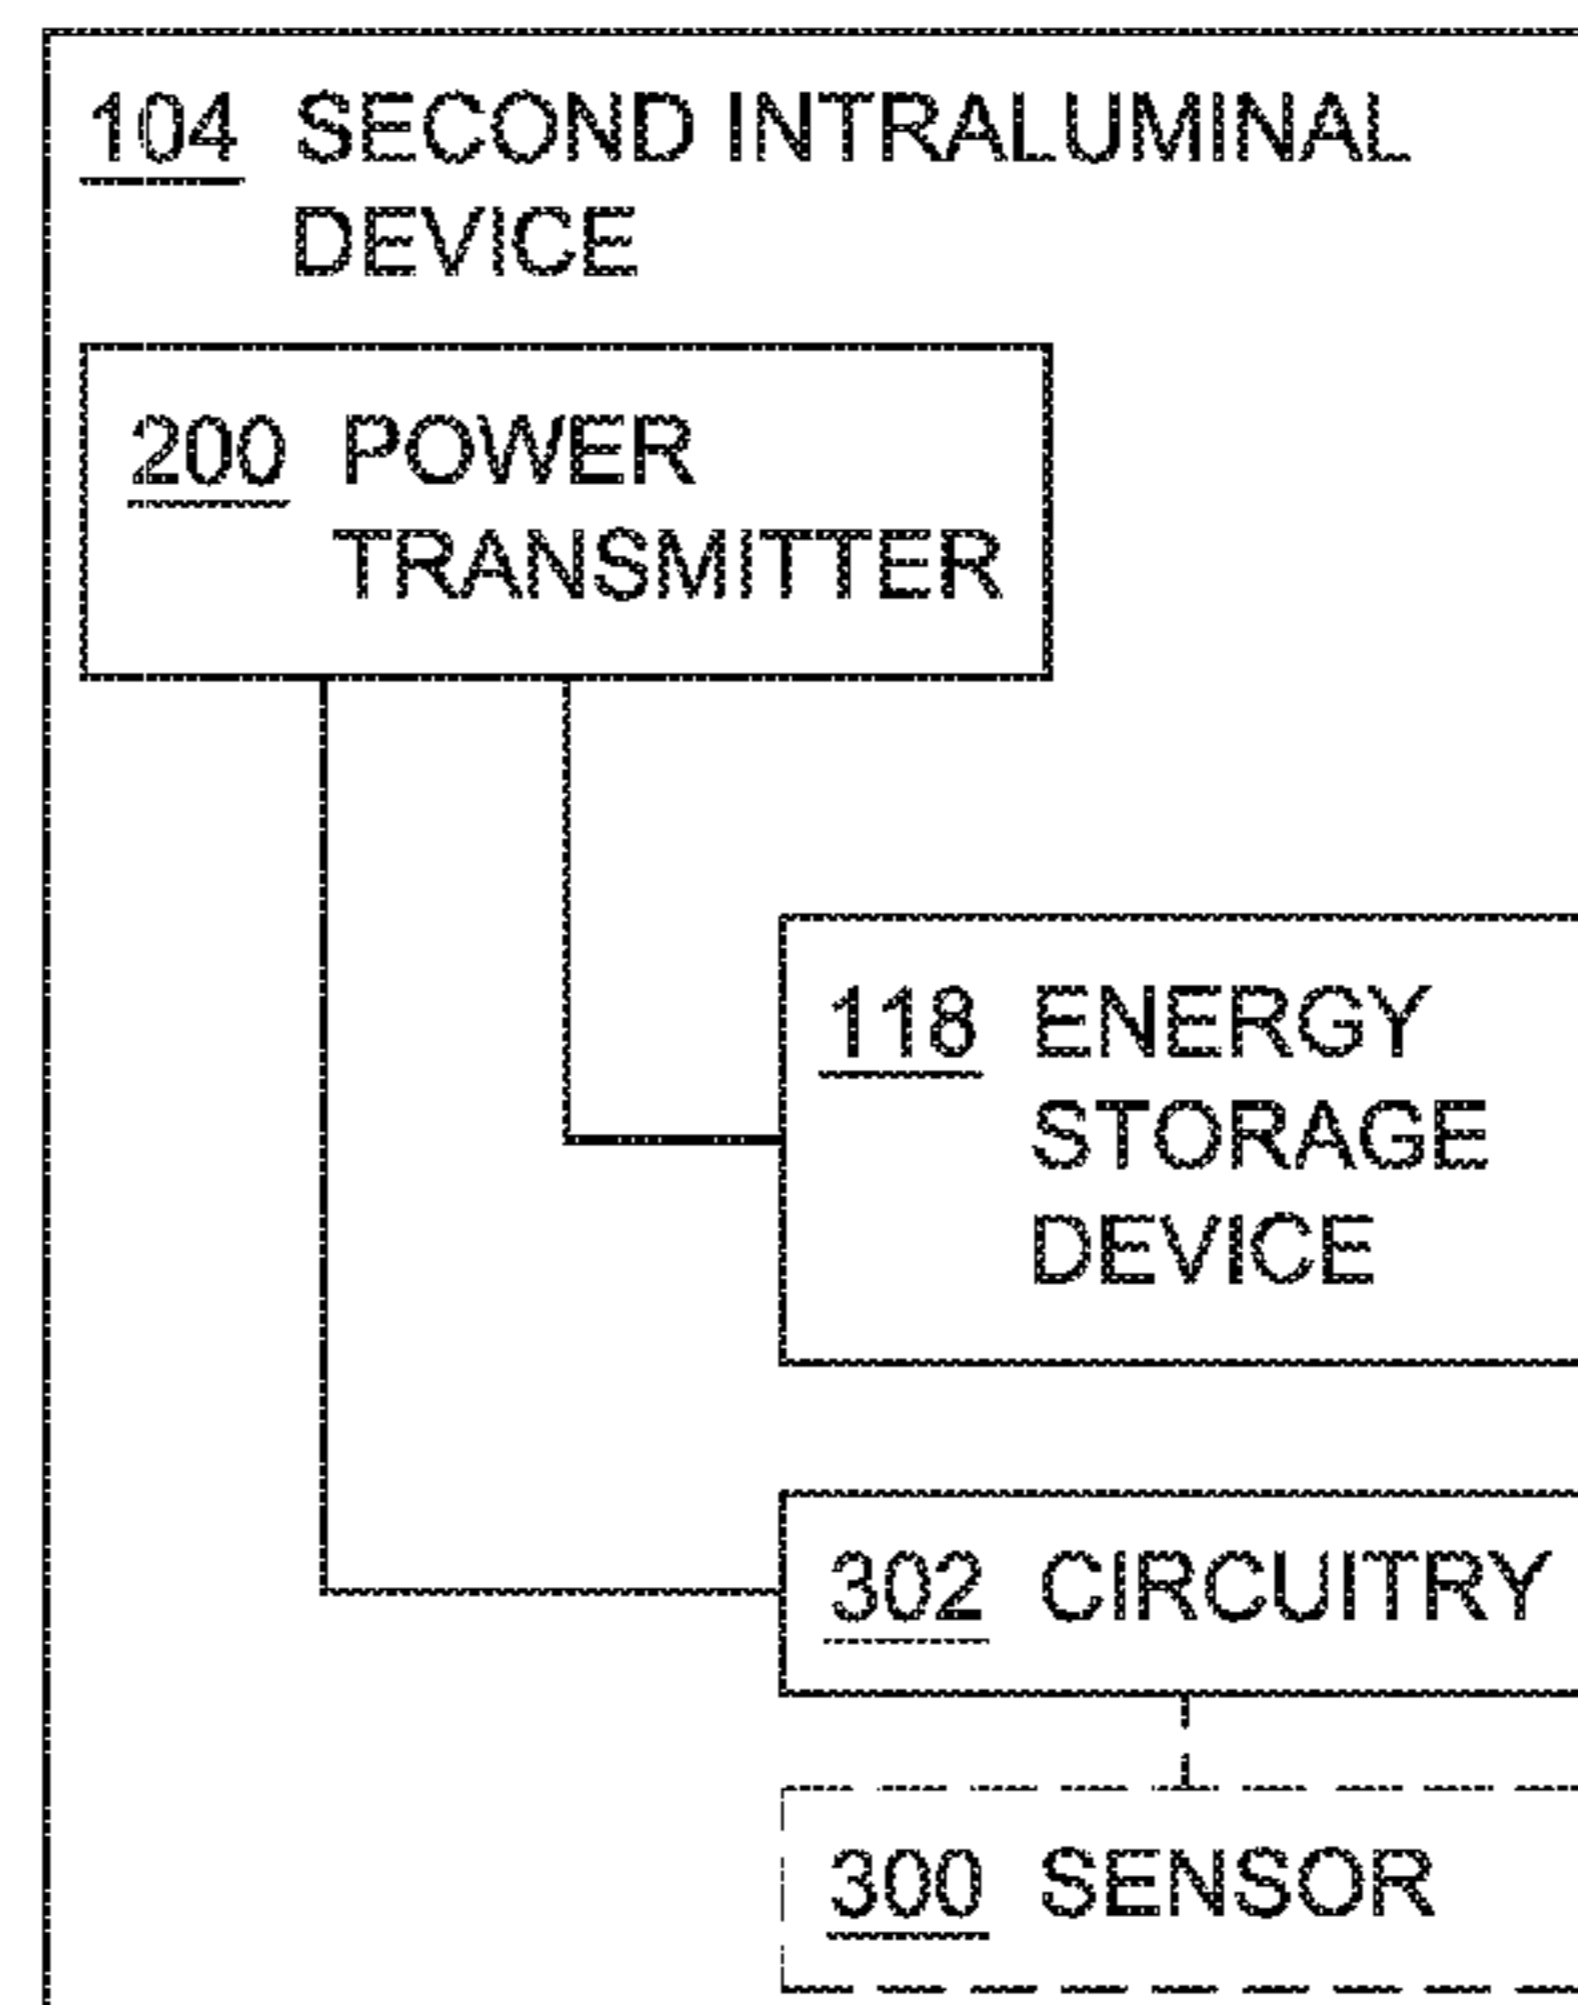 104 SECOND INTRALUMINAL
DEVICE
200 POWER
TRANSMITTER
118 ENERGY
STORAGE
DEVICE
302 CIRCUITRY
300 SENSOR